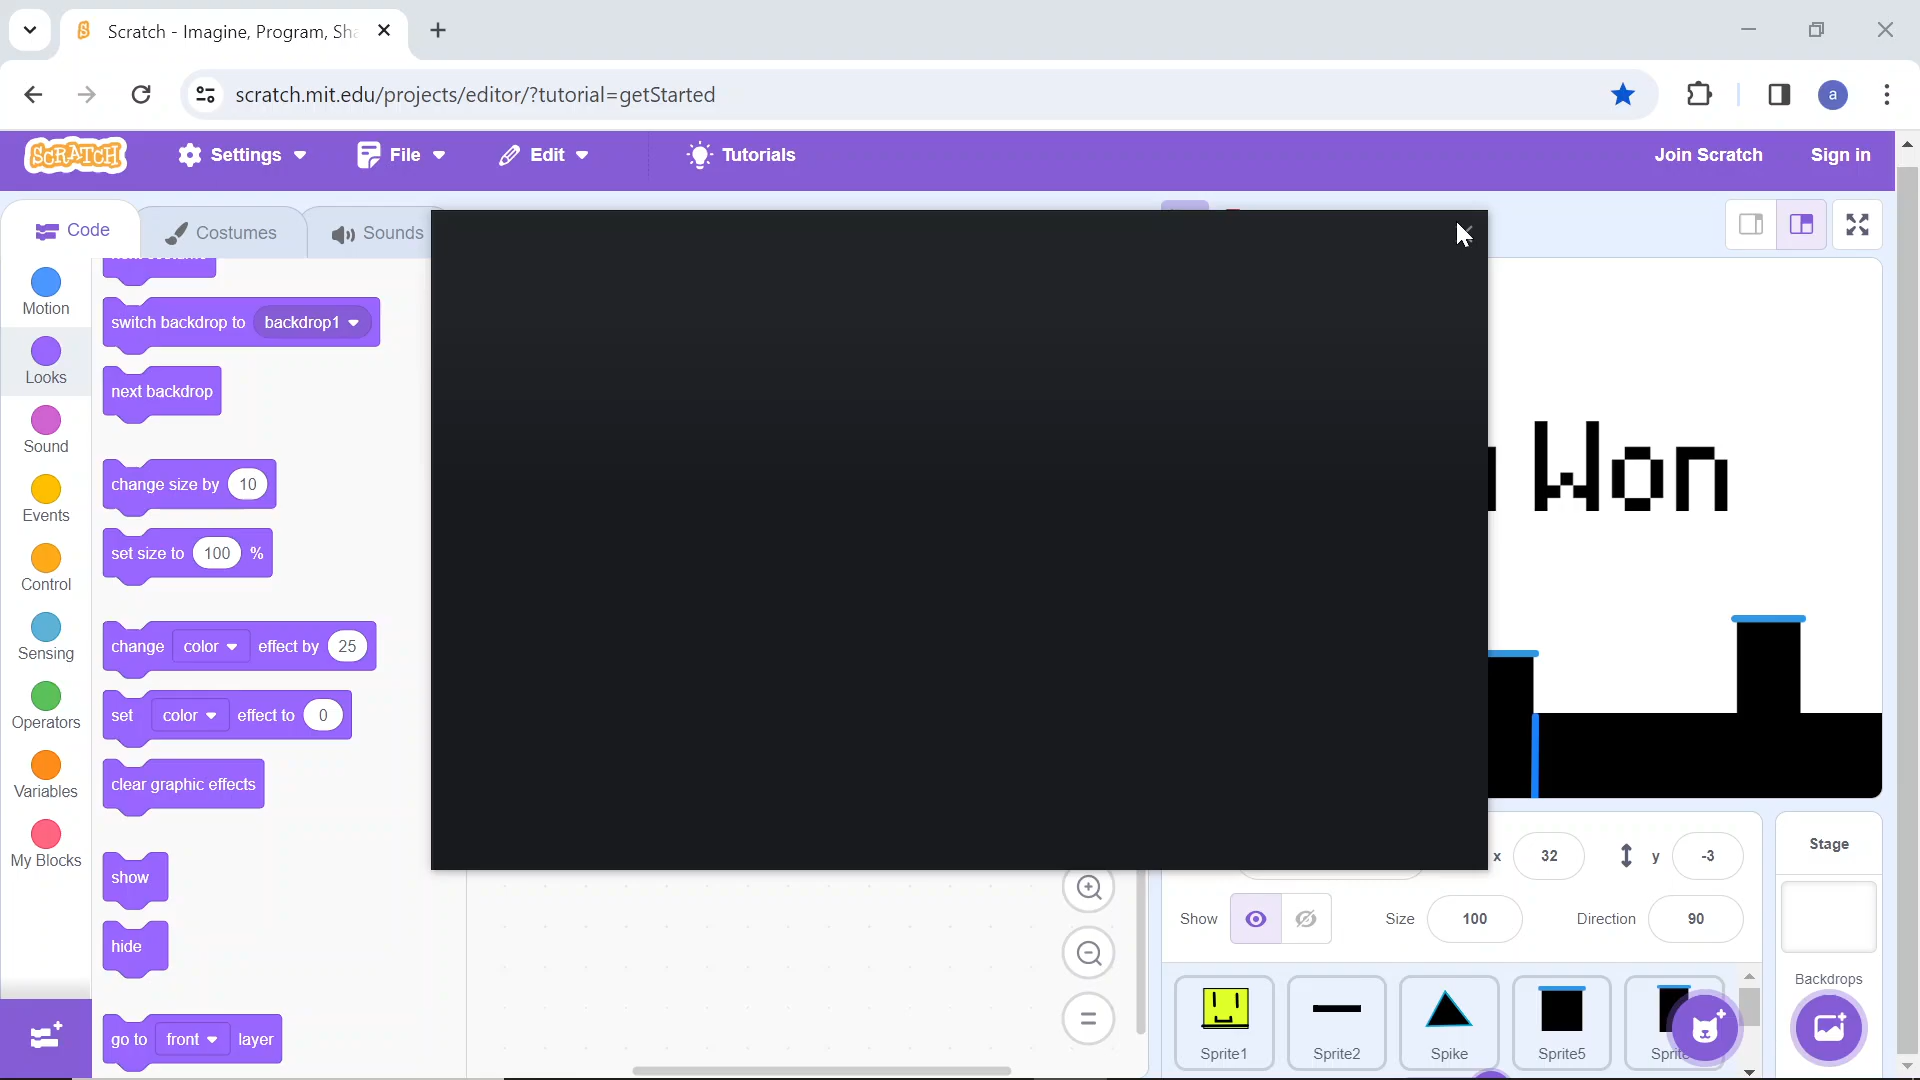 Scratch - Imagine, Program, Sha
scratch.mit.edu/projects/editor/?tutorial=getStarted
a
SCRATCH
Settings
File
Edit
Tutorials
Join Scratch
Sign in
Code
Costumes
Sounds
Motion
Looks
Sound
Events
Control
Sensing
Operators
Variables
My Blocks
switch backdrop to backdrop1
next backdrop
change size by 10
set size to 100 %
change color effect by 25
set color effect to 0
clear graphic effects
show
hide
go to front layer
Won
x 32
y -3
Show
Size 100
Direction 90
Sprite1
Sprite2
Spike
Sprite5
Stage
Backdrops